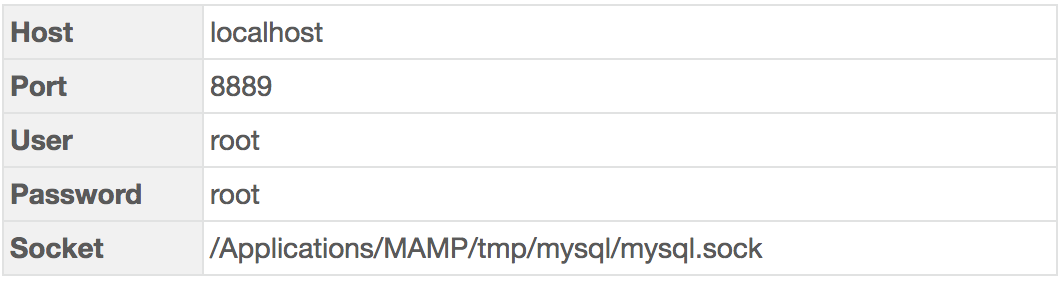 Host localhost
Port 8889
User root
Password root
Socket /Applications/MAMP/tmp/mysql/mysql.sock